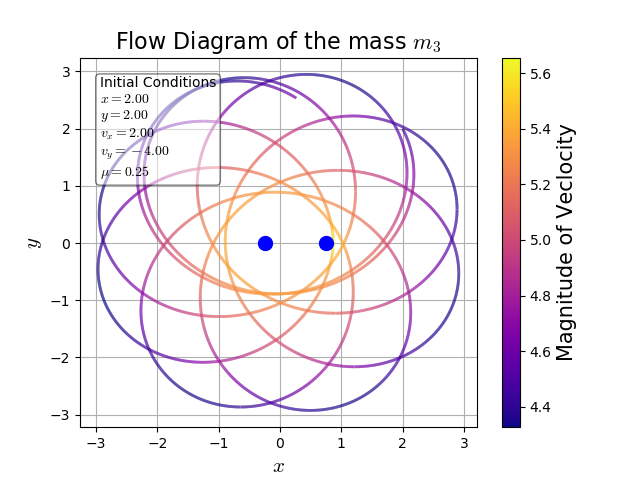 Flow Diagram of the mass $m_3$
Initial Conditions
$x = 2.00$
$y = 2.00$
$v_x = 2.00$
$v_y = -4.00$
$\mu = 0.25$
3
2
1
0
−1
−2
−3
y
−3 −2 −1 0 1 2 3
x
5.6
5.4
5.2
5.0
4.8
4.6
4.4
Magnitude of Veclocity